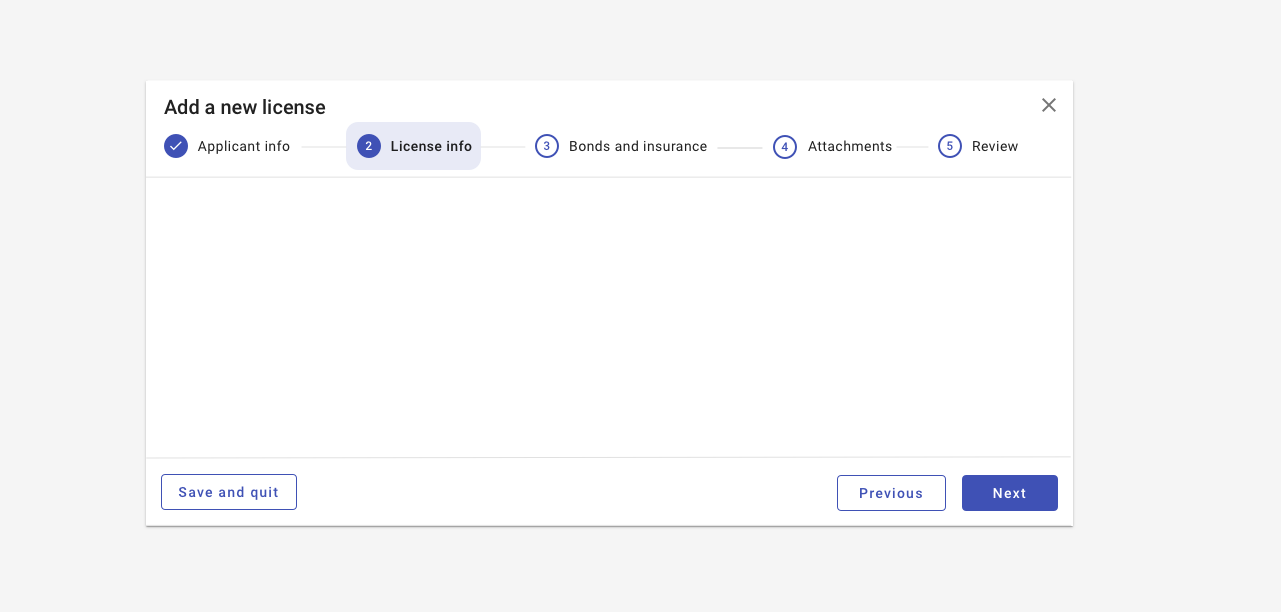 Add a new license
Applicant info
2 License info
3 Bonds and insurance
4 Attachments
5 Review
Save and quit
Previous
Next